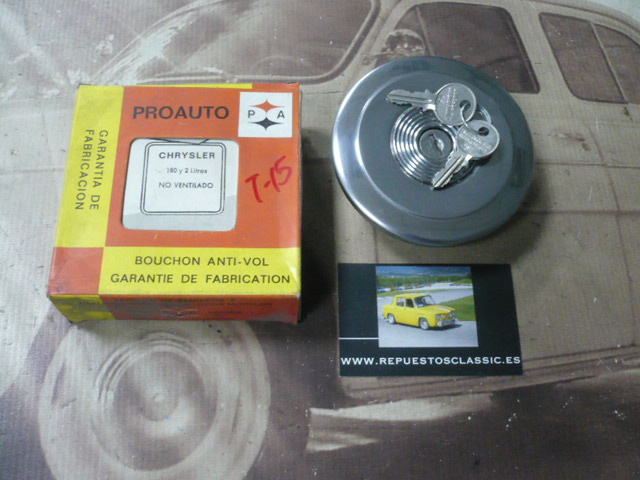 GARANTIA DE
FABRICACION
PROAUTO
P A
CHRYSLER
180 y 2 Litros
NO VENTILADO
T-15
BOUCHON ANTI-VOL
GARANTIE DE FABRICATION
WWW.REPUESTOSCLASSIC.ES